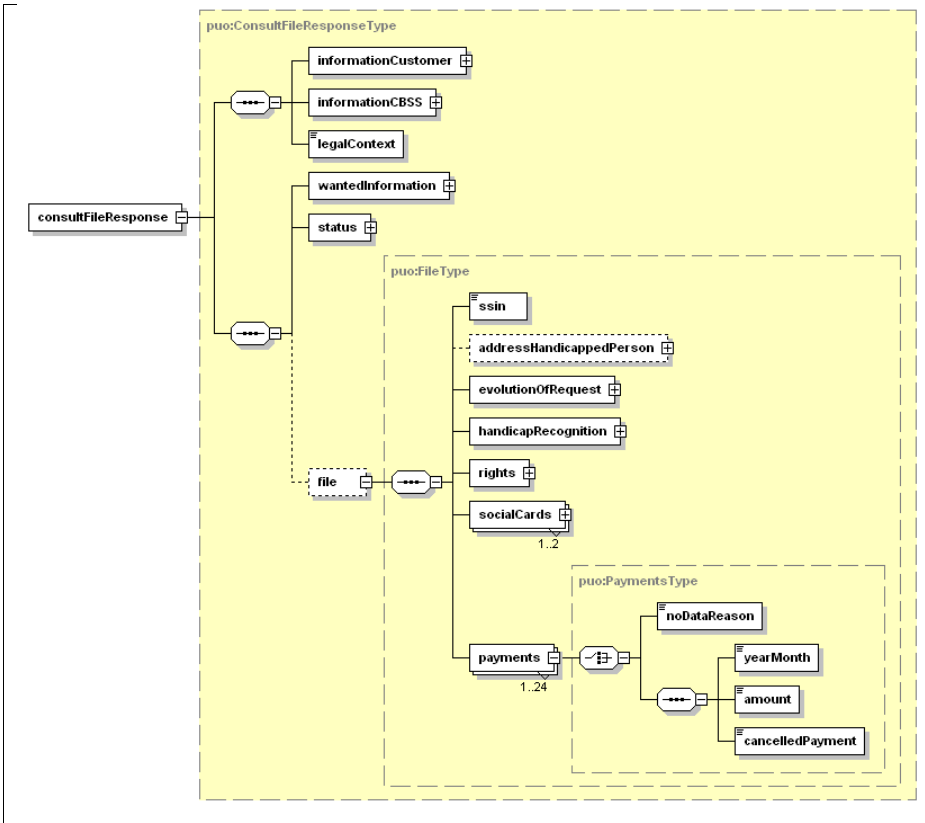 puo:ConsultFileResponseType
informationCustomer
informationCBSS
legalContext
wantedInformation
consultFileResponse
status
puo:FileType
ssin
addressHandicappedPerson
evolutionOfRequest
handicapRecognition
rights
file
socialCards
1..2
puo:PaymentsType
noDataReason
payments
yearMonth
1..24
amount
cancelledPayment